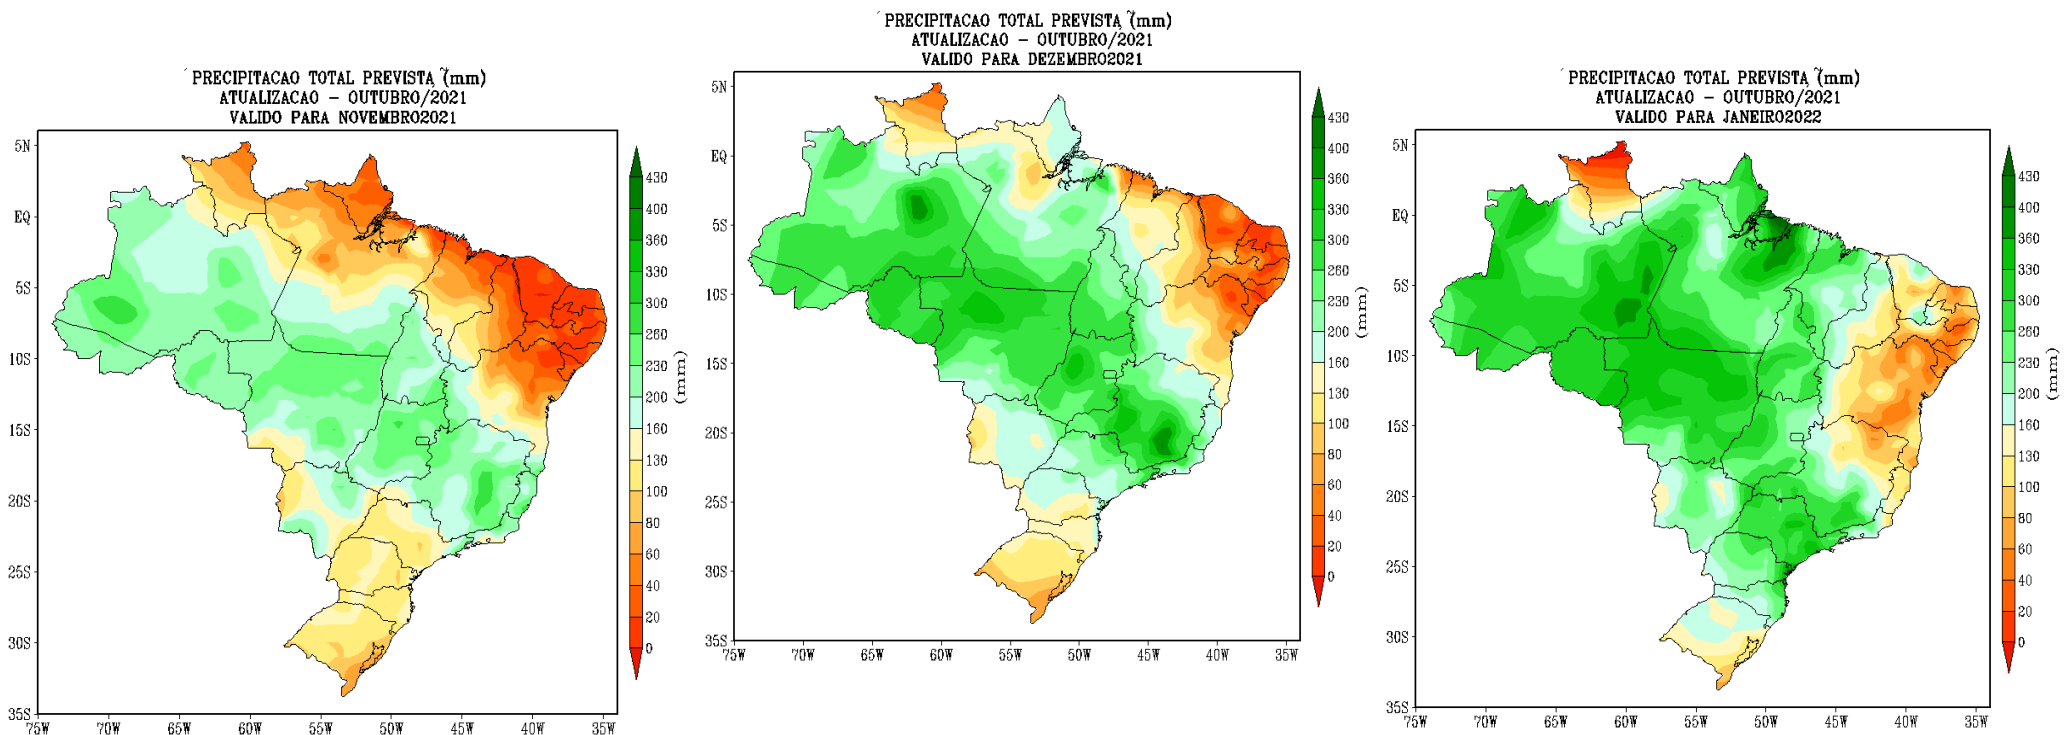 PRECIPITACAO TOTAL PREVISTA (mm)
ATUALIZACAO - OUTUBRO/2021
VALIDO PARA NOVEMBRO2021
5N
EQ
5S
10S
15S
20S
25S
30S
35S
75W 70W 65W 60W 55W 50W 45W 40W 35W
430
400
360
330
300
260
230
200
160
130
100
80
60
40
20
0
(mm)
PRECIPITACAO TOTAL PREVISTA (mm)
ATUALIZACAO - OUTUBRO/2021
VALIDO PARA DEZEMBRO2021
5N
EQ
5S
10S
15S
20S
25S
30S
35S
75W 70W 65W 60W 55W 50W 45W 40W 35W
430
400
360
330
300
260
230
200
160
130
100
80
60
40
20
0
(mm)
PRECIPITACAO TOTAL PREVISTA (mm)
ATUALIZACAO - OUTUBRO/2021
VALIDO PARA JANEIRO2022
5N
EQ
5S
10S
15S
20S
25S
30S
35S
75W 70W 65W 60W 55W 50W 45W 40W 35W
430
400
360
330
300
260
230
200
160
130
100
80
60
40
20
0
(mm)